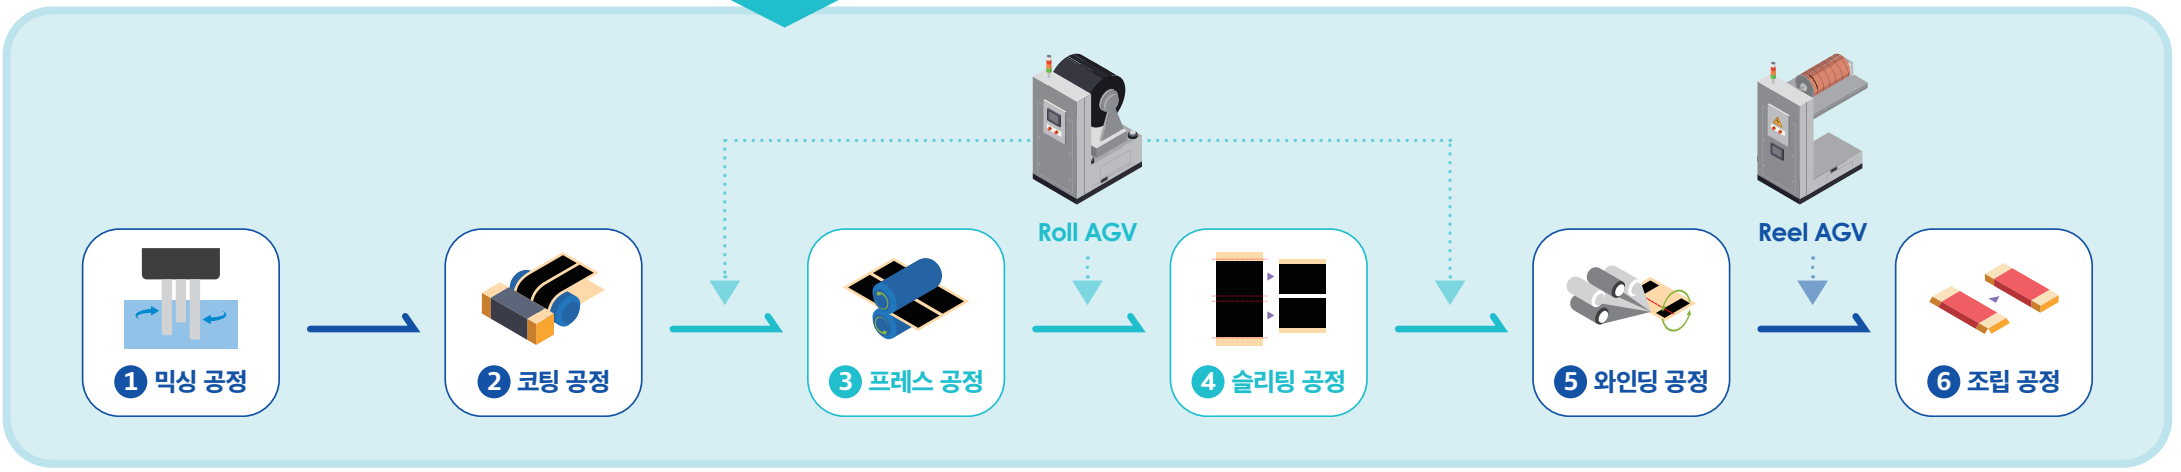 Roll AGV
Reel AGV
1 믹싱 공정
2 코팅 공정
3 프레스 공정
4 슬리팅 공정
5 와인딩 공정
6 조립 공정